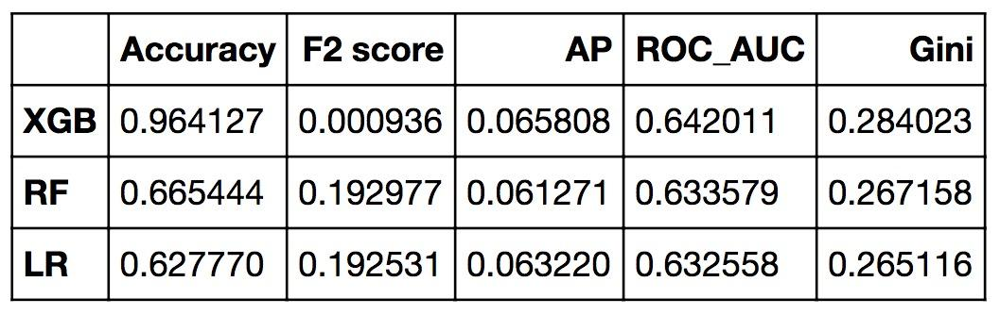 Accuracy F2 score AP ROC_AUC Gini
XGB 0.964127 0.000936 0.065808 0.642011 0.284023
RF 0.665444 0.192977 0.061271 0.633579 0.267158
LR 0.627770 0.192531 0.063220 0.632558 0.265116